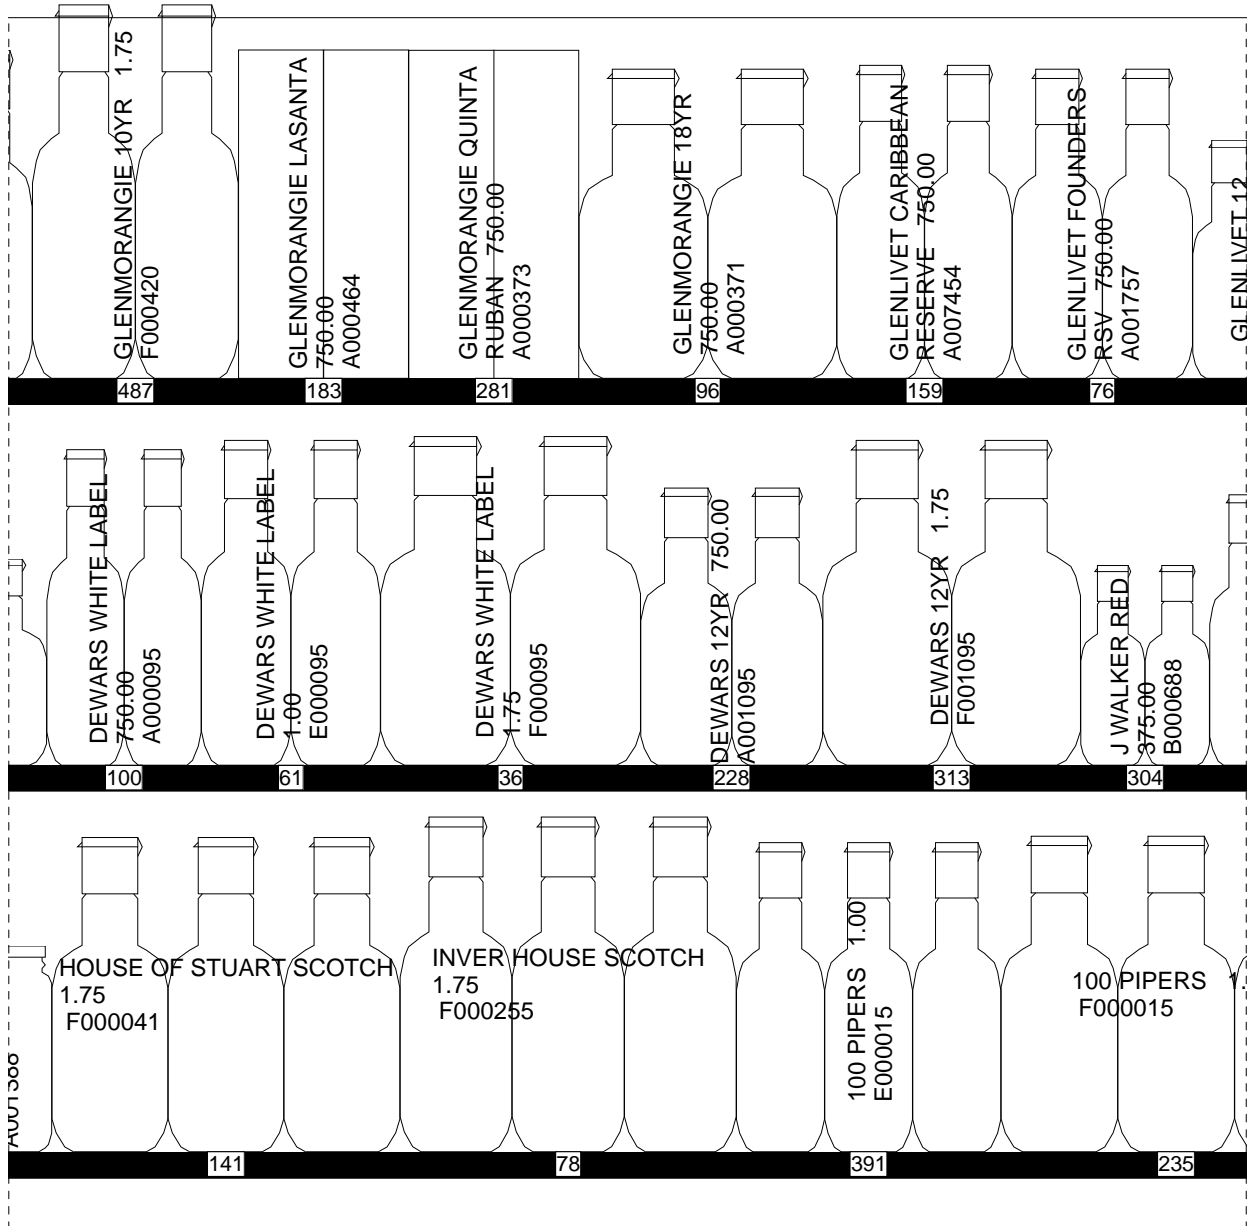 GLENMORANGIE 10YR 1.75
F000420
GLENMORANGIE LASANTA
750.00
A000464
GLENMORANGIE QUINTA
RUBAN 750.00
A000373
GLENMORANGIE 18YR
750.00
A000371
GLENLIVET CARIBBEAN
RESERVE 750.00
A007454
GLENLIVET FOUNDERS
RSV 750.00
A001757
GLENLIVET 12
487
183
281
96
159
76
DEWARS WHITE LABEL
750.00
A000095
DEWARS WHITE LABEL
1.00
E000095
DEWARS WHITE LABEL
1.75
F000095
DEWARS 12YR 750.00
A001095
DEWARS 12YR 1.75
F001095
J WALKER RED
375.00
B000688
100
61
36
228
313
304
HOUSE OF STUART SCOTCH
1.75
F000041
INVER HOUSE SCOTCH
1.75
F000255
100 PIPERS 1.00
E000015
100 PIPERS
F000015
141
78
391
235